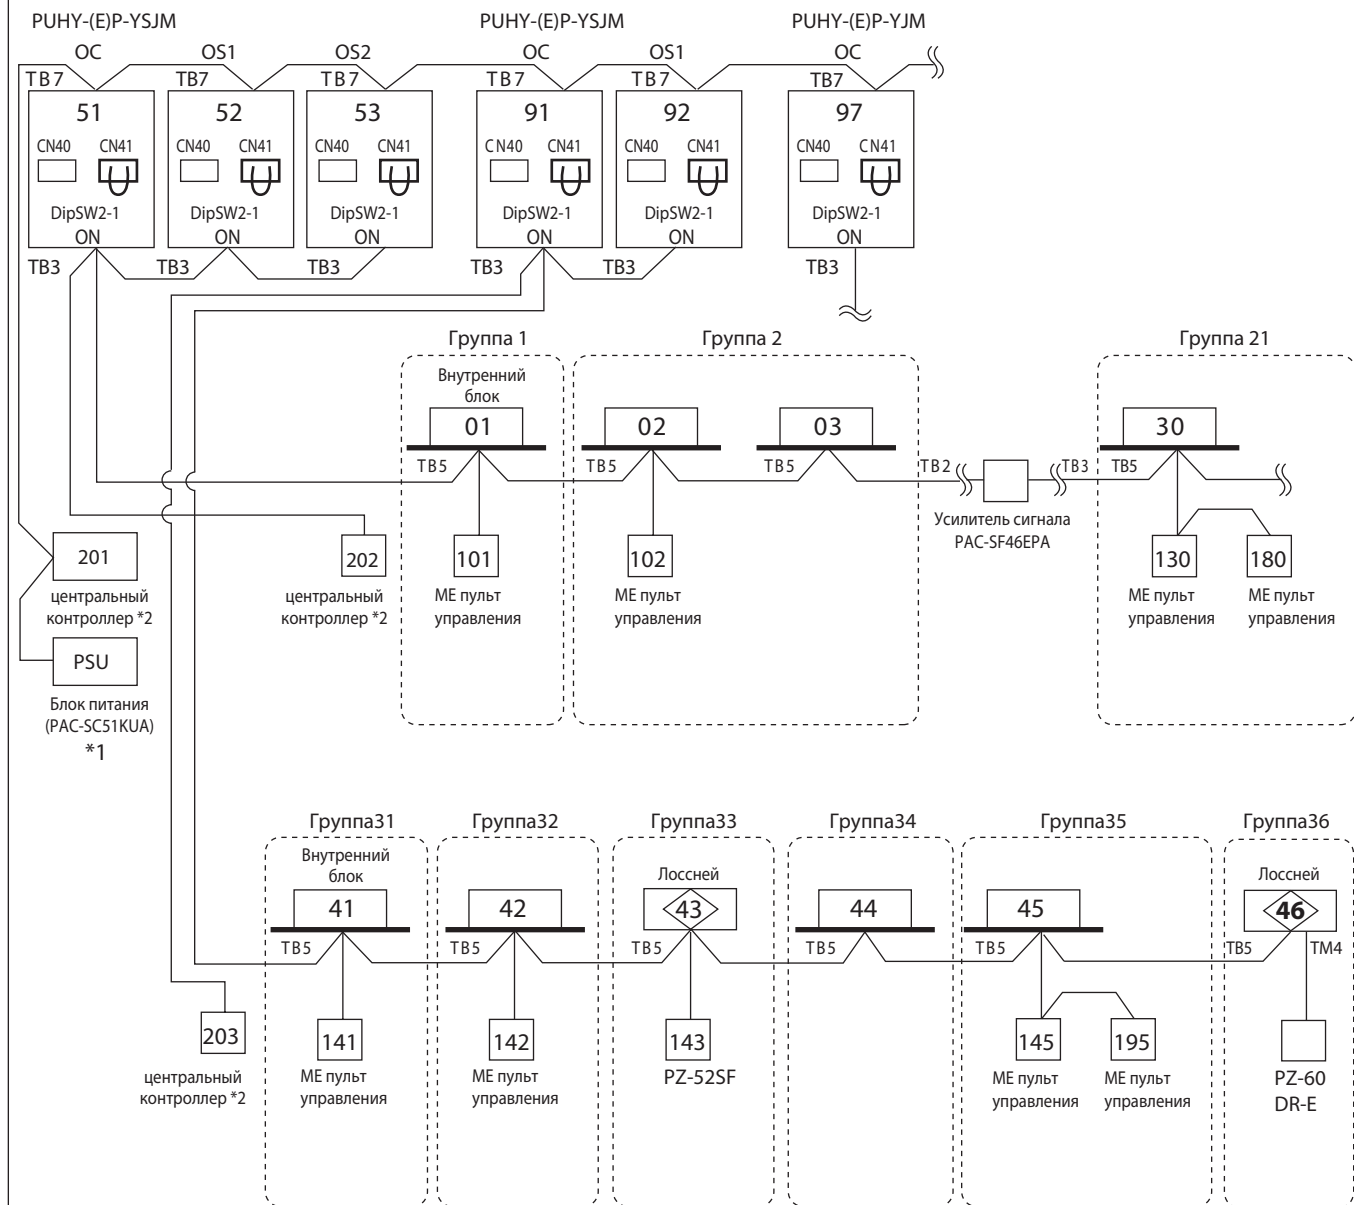 PUHY-(E)P-YSJM PUHY-(E)P-YSJM PUHY-(E)P-YJM
OC OS1 OS2 OC OS1 OC
TB7 TB7 TB7 TB7 TB7 TB7
51 52 53 91 92 97
CN40 CN41 CN40 CN41 CN40 CN41 CN40 CN41 CN40 CN41 CN40 CN41
DipSW2-1 DipSW2-1 DipSW2-1 DipSW2-1 DipSW2-1 DipSW2-1
ON ON ON ON ON ON
TB3 TB3 TB3 TB3 TB3 TB3
Группа 1 Группа 2 Группа 21
Внутренний
блок
01 02 03 30
TB5 TB5 TB5 TB2 TB3 TB5
Усилитель сигнала
PAC-SF46EPA
201 202 101 102 130 180
центральный
контроллер *2
центральный
контроллер *2
МЕ пульт
управления
МЕ пульт
управления
МЕ пульт
управления
МЕ пульт
управления
PSU
Блок питания
(PAC-SC51KUA)
*1
Группа31 Группа32 Группа33 Группа34 Группа35 Группа36
Внутренний
блок
Лоссней Лоссней
41 42 43 44 45 46
TB5 TB5 TB5 TB5 TB5 TB5 TM4
203 141 142 143 145 195
центральный
контроллер *2
МЕ пульт
управления
МЕ пульт
управления
PZ-52SF
МЕ пульт
управления
МЕ пульт
управления
PZ-60
DR-E